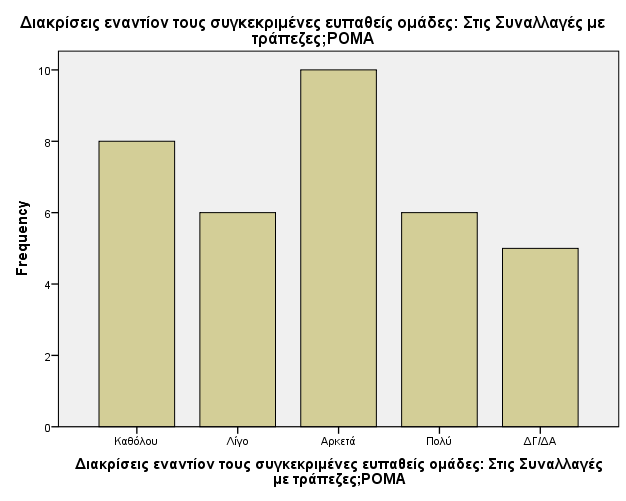 Διακρίσεις εναντίον τους συγκεκριμένες ευπαθείς ομάδες: Στις Συναλλαγές με
τράπεζες;ΡΟΜΑ
10
8
6
4
2
0
Frequency
Καθόλου Λίγο Αρκετά Πολύ ΔΓ/ΔΑ
Διακρίσεις εναντίον τους συγκεκριμένες ευπαθείς ομάδες: Στις Συναλλαγές
με τράπεζες;ΡΟΜΑ